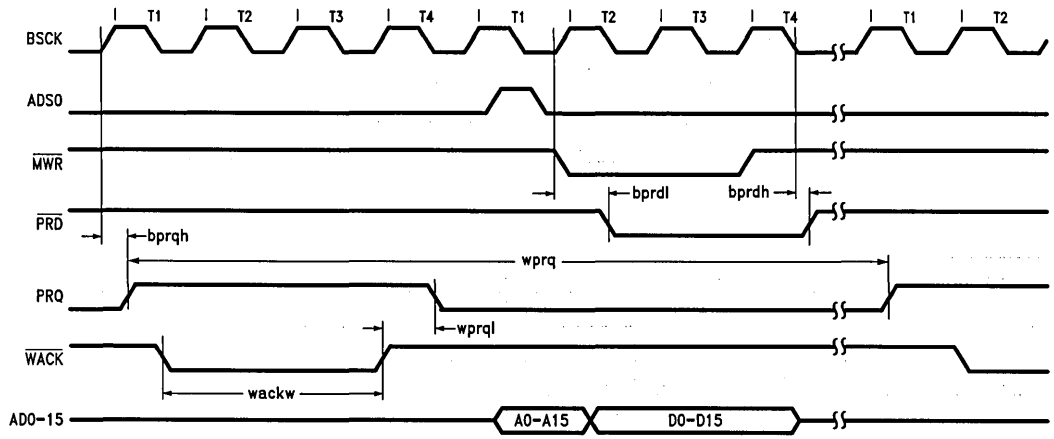 T1 T2 T3 T4 T1 T2 T3 T4 T1 T2
BSCK
ADS0
MWR
bprdl bprdh
PRD
bprqh
wprq
PRQ
wprql
WACK
wackw
AD0-15 A0-A15 D0-D15